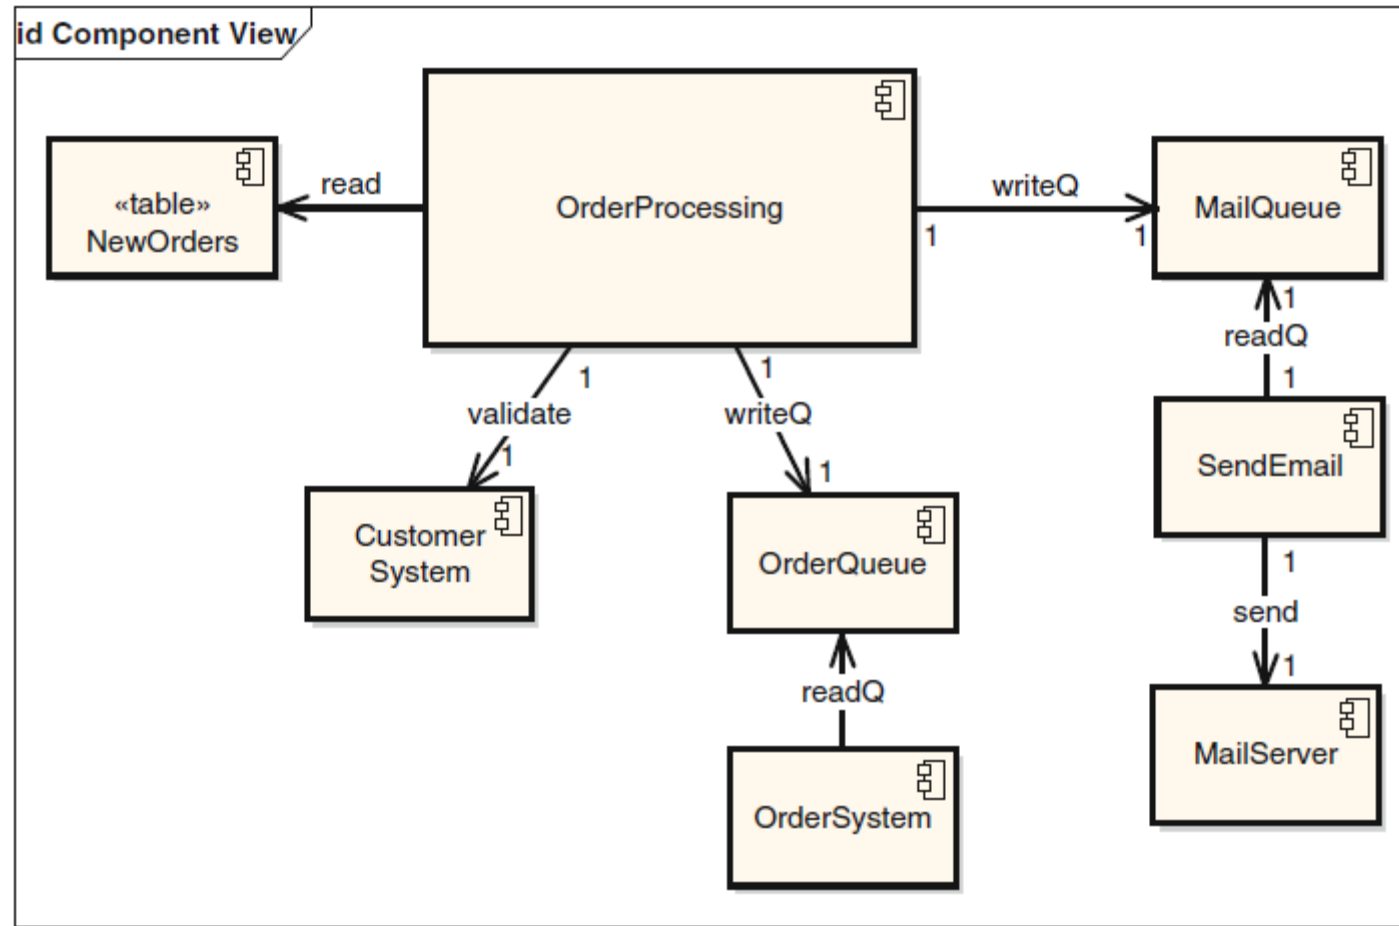 id Component View
«table»
NewOrders
read
OrderProcessing
writeQ
1
1
MailQueue
1
readQ
1
SendEmail
1
validate
1
1
writeQ
1
Customer
System
OrderQueue
1
send
1
readQ
MailServer
OrderSystem